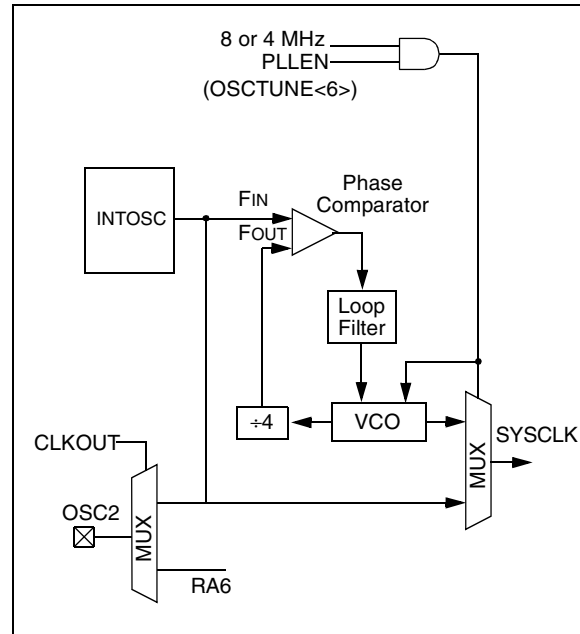 8 or 4 MHz
PLLEN
(OSCTUNE<6>)
INTOSC
FIN
FOUT
Phase
Comparator
Loop
Filter
÷4
VCO
MUX
SYSCLK
CLKOUT
OSC2
MUX
RA6